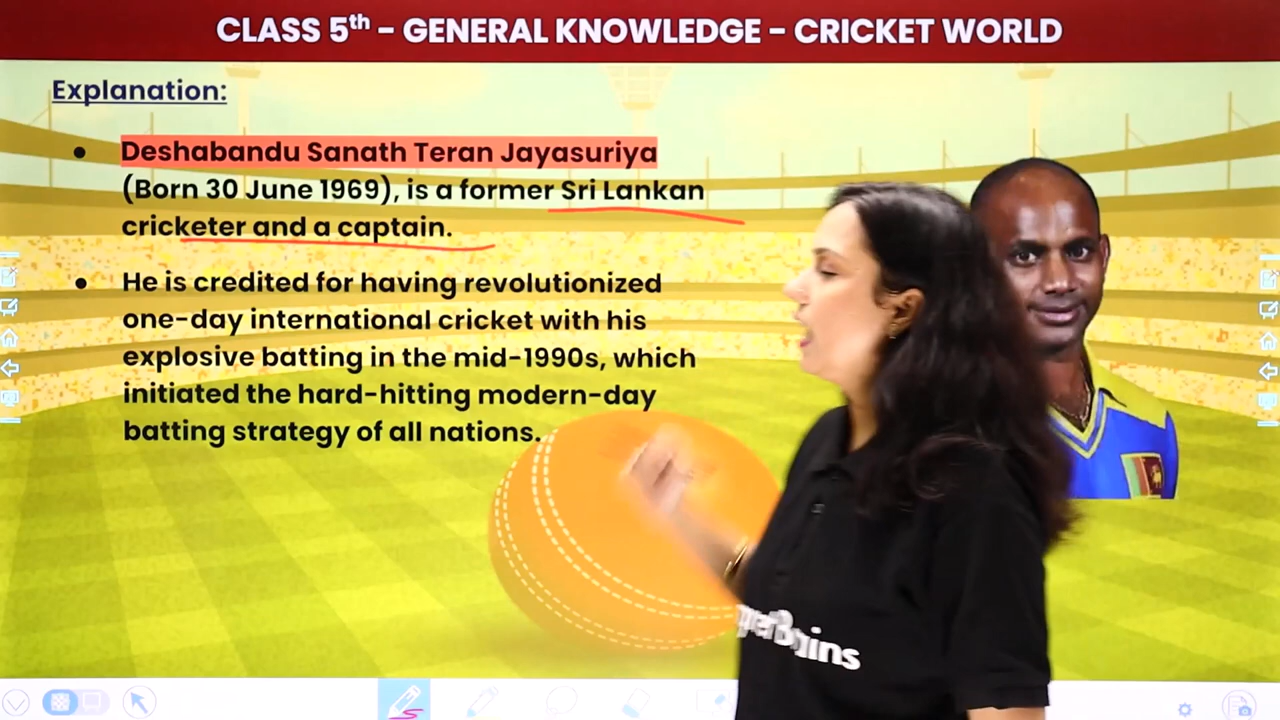 CLASS 5th - GENERAL KNOWLEDGE - CRICKET WORLD
Explanation:
• Deshabandu Sanath Teran Jayasuriya
(Born 30 June 1969), is a former Sri Lankan
cricketer and a captain.
• He is credited for having revolutionized
one-day international cricket with his
explosive batting in the mid-1990s, which
initiated the hard-hitting modern-day
batting strategy of all nations.